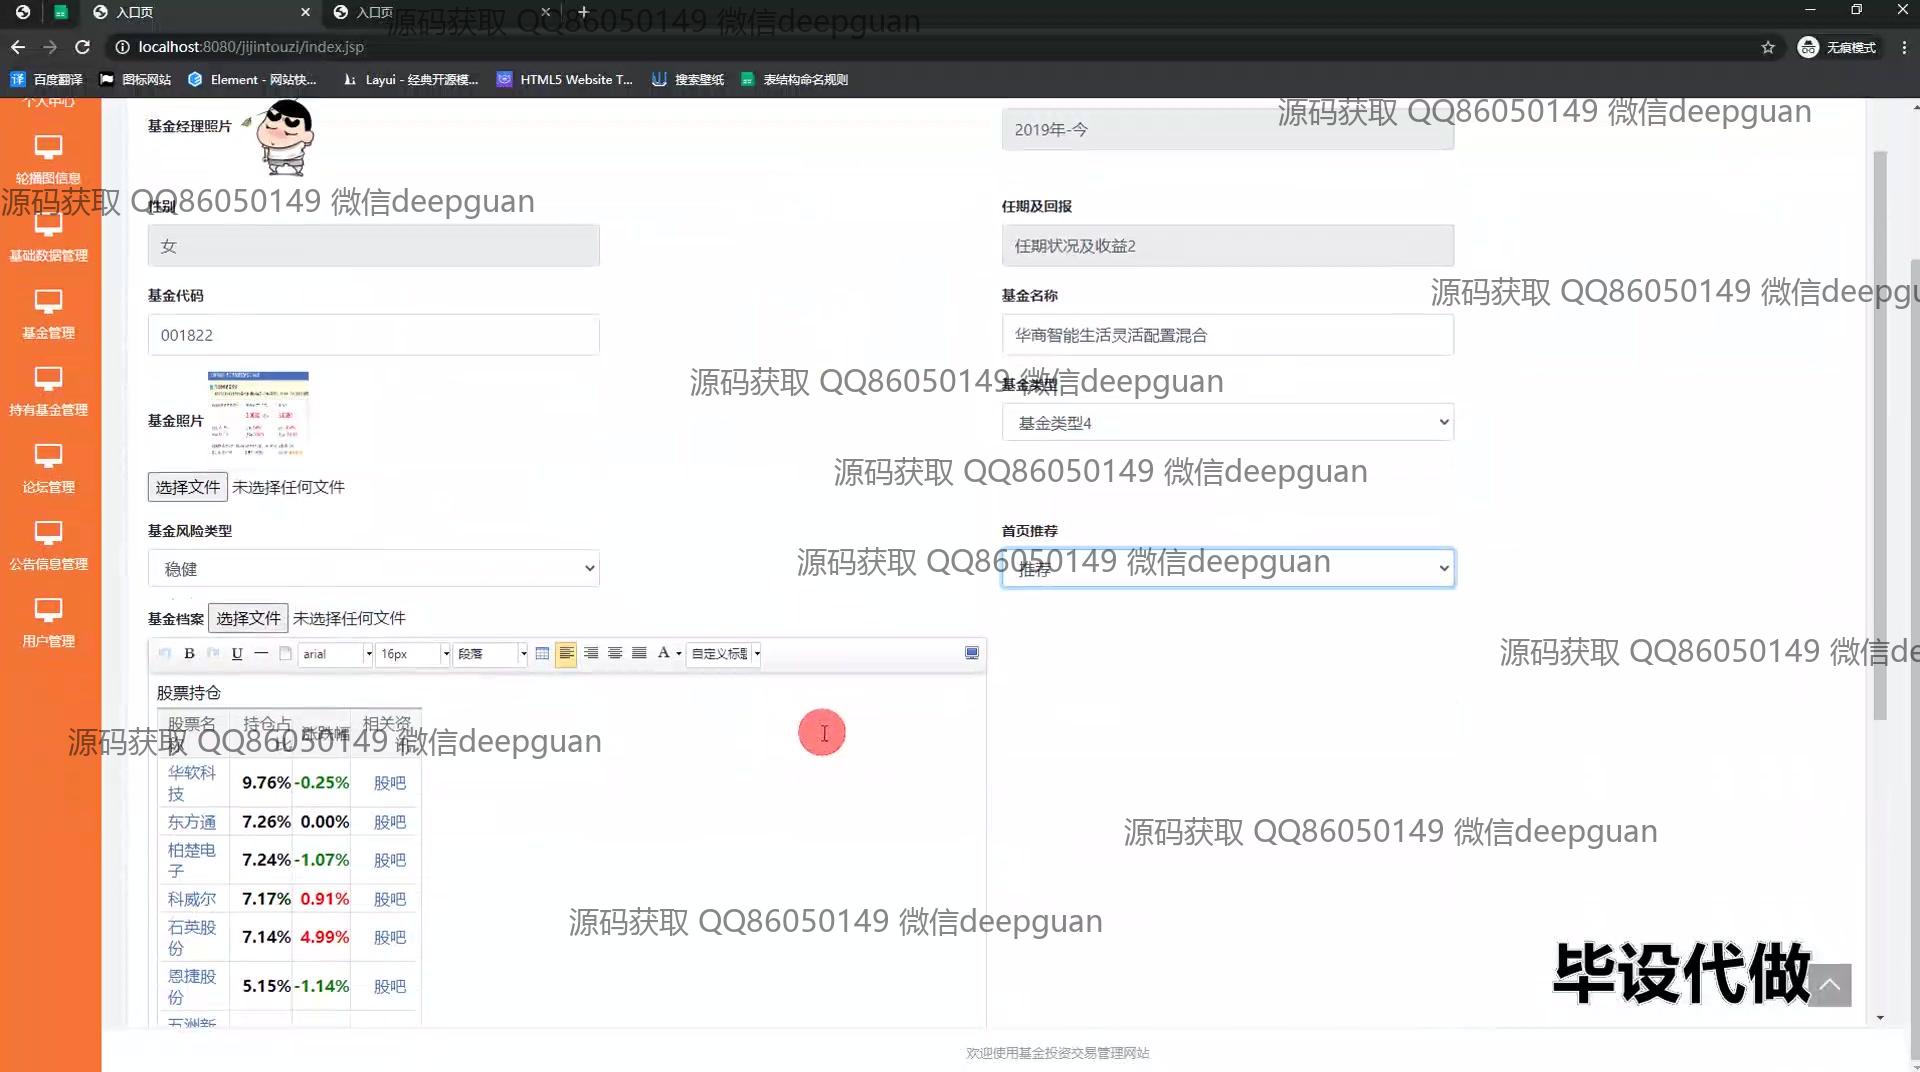 入口页
入口页
源码获取 QQ86050149 微信deepguan
localhost:8080/jijintouzi/index.jsp
无痕模式
百度翻译
图标网站
Element - 网站快...
Layui - 经典开源模...
HTML5 Website T...
搜索壁纸
表结构命名规则
个人中心
轮播图信息
基础数据管理
基金管理
持有基金管理
论坛管理
公告信息管理
用户管理
基金经理照片
2019年-今
源码获取 QQ86050149 微信deepguan
源码获取 QQ86050149 微信deepguan
性别
任期及回报
女
任期状况及收益2
基金代码
基金名称
源码获取 QQ86050149 微信deepgu
001822
华商智能生活灵活配置混合
源码获取 QQ86050149 微信deepguan
基金类型
基金照片
基金类型4
源码获取 QQ86050149 微信deepguan
选择文件 未选择任何文件
基金风险类型
首页推荐
源码获取 QQ86050149 微信deepguan
稳健
推荐
基金档案 选择文件 未选择任何文件
B U arial 16px 段落 A 自定义标题
源码获取 QQ86050149 微信de
股票持仓
股票名称 持仓占比 涨跌幅 相关资讯
源码获取 QQ86050149 微信deepguan
华软科技 9.76% -0.25% 股吧
东方通 7.26% 0.00% 股吧
柏楚电子 7.24% -1.07% 股吧
科威尔 7.17% 0.91% 股吧
石英股份 7.14% 4.99% 股吧
恩捷股份 5.15% -1.14% 股吧
五洲新
源码获取 QQ86050149 微信deepguan
源码获取 QQ86050149 微信deepguan
毕设代做
欢迎使用基金投资交易管理网站